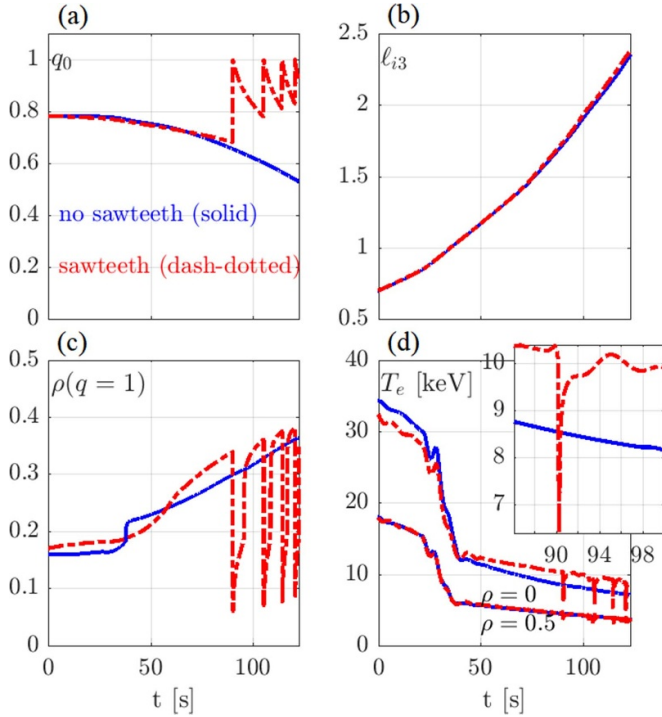 (a)
q0
1
0.8
0.6
0.4
0.2
0
no sawteeth (solid)
sawteeth (dash-dotted)
(b)
ℓi3
2.5
2
1.5
1
0.5
(c)
ρ(q = 1)
0.5
0.4
0.3
0.2
0.1
0
0 50 100
t [s]
(d)
Te [keV]
40
30
20
10
0
10
9
8
7
90 94 98
ρ = 0
ρ = 0.5
0 50 100
t [s]